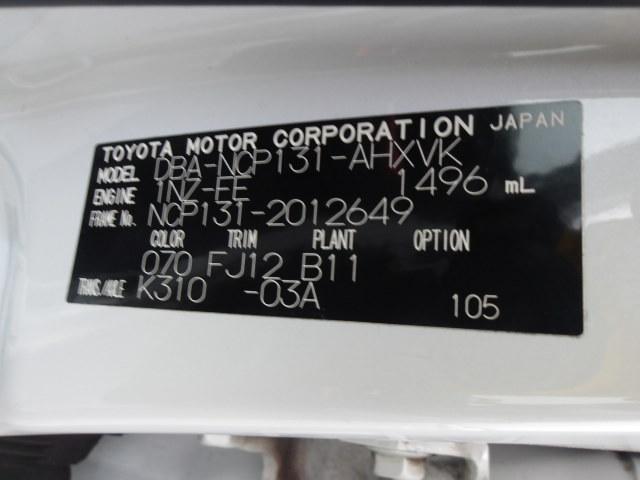 TOYOTA MOTOR CORPORATION JAPAN
MODEL DBA-NCP131-AHXVK
ENGINE 1NZ-FE 1496 mL
FRAME No. NCP131-2012649
COLOR TRIM PLANT OPTION
070 FJ12 B11
TRANS./AXLE K310 -03A 105